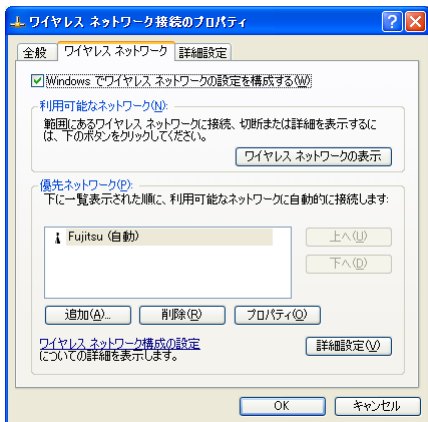 ワイヤレス ネットワーク接続のプロパティ
全般 ワイヤレス ネットワーク 詳細設定
Windows でワイヤレス ネットワークの設定を構成する(W)
利用可能なネットワーク(N):
範囲にあるワイヤレス ネットワークに接続、切断または詳細を表示するに
は、下のボタンをクリックしてください。
ワイヤレス ネットワークの表示
優先ネットワーク(P):
下に一覧表示された順に、利用可能なネットワークに自動的に接続します:
Fujitsu (自動)
上へ(U)
下へ(D)
追加(A)... 削除(R) プロパティ(O)
ワイヤレス ネットワーク構成の設定
についての詳細を表示します。
詳細設定(V)
OK キャンセル